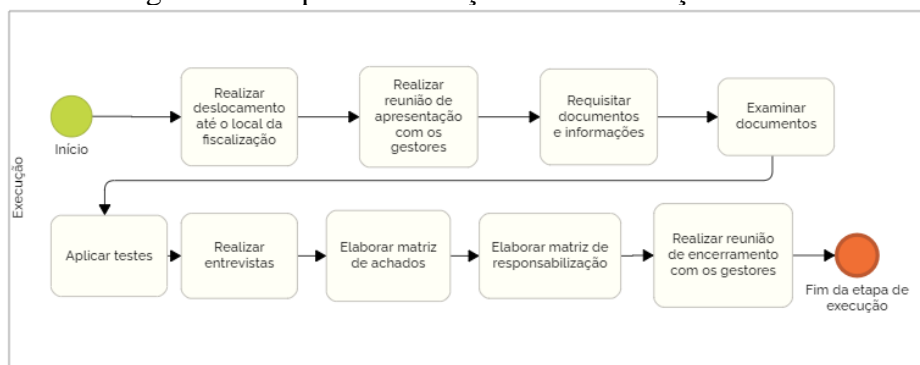 Execução
Início
Realizar
deslocamento
até o local da
fiscalização
Realizar
reunião de
apresentação
com os
gestores
Requisitar
documentos
e informações
Examinar
documentos
Aplicar testes
Realizar
entrevistas
Elaborar matriz
de achados
Elaborar matriz de
responsabilização
Realizar reunião
de encerramento
com os gestores
Fim da etapa de
execução